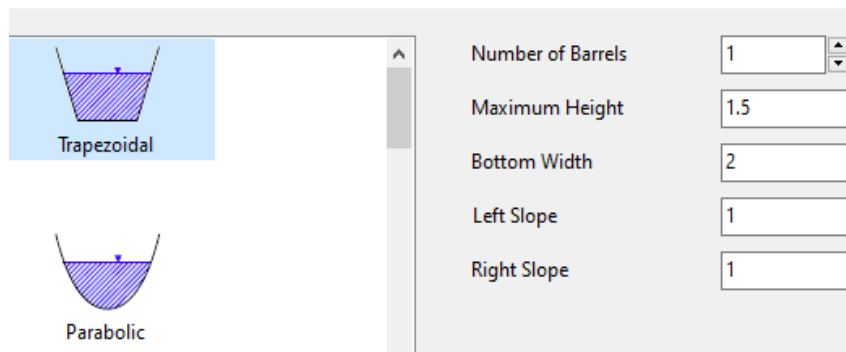 Trapezoidal
Parabolic
Number of Barrels 1
Maximum Height 1.5
Bottom Width 2
Left Slope 1
Right Slope 1